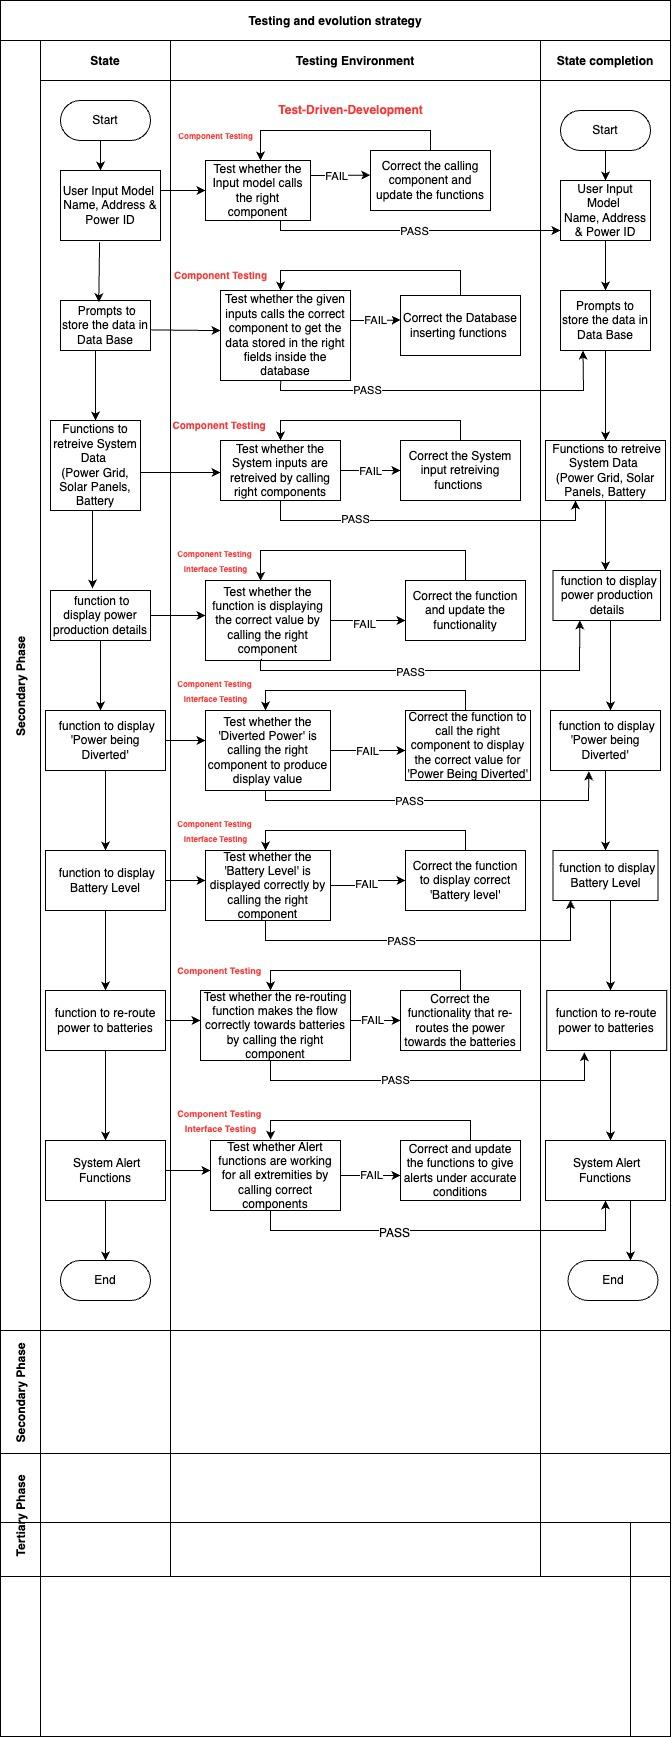 Testing and evolution strategy
State
Testing Environment
State completion
Secondary Phase
Test-Driven-Development
Start
Start
Component Testing
User Input Model
Name, Address &
Power ID
Test whether the
Input model calls
the right
component
FAIL
Correct the calling
component and
update the functions
PASS
User Input
Model
Name, Address
& Power ID
Component Testing
Prompts to
store the data in
Data Base
Test whether the given
inputs calls the correct
component to get the
data stored in the right
fields inside the
database
FAIL
Correct the Database
inserting functions
PASS
Prompts to
store the data in
Data Base
Component Testing
Functions to
retreive System
Data
(Power Grid,
Solar Panels,
Battery
Test whether the
System inputs are
retreived by calling
right components
FAIL
Correct the System
input retreiving
functions
PASS
Functions to retreive
System Data
(Power Grid, Solar
Panels, Battery
Component Testing
Interface Testing
function to
display power
production details
Test whether the
function is displaying
the correct value by
calling the right
component
FAIL
Correct the function
and update the
functionality
PASS
function to display
power production
details
Component Testing
Interface Testing
function to display
'Power being
Diverted'
Test whether the
'Diverted Power' is
calling the right
component to produce
display value
FAIL
Correct the function to
call the right
component to display
the correct value for
'Power Being Diverted'
PASS
function to display
'Power being
Diverted'
Component Testing
Interface Testing
function to display
Battery Level
Test whether the
'Battery Level' is
displayed correctly by
calling the right
component
FAIL
Correct the function
to display correct
'Battery level'
PASS
function to display
Battery Level
Component Testing
function to re-route
power to batteries
Test whether the re-routing
function makes the flow
correctly towards batteries
by calling the right
component
FAIL
Correct the
functionality that re-
routes the power
towards the batteries
PASS
function to re-route
power to batteries
Component Testing
Interface Testing
System Alert
Functions
Test whether Alert
functions are working
for all extremities by
calling correct
components
FAIL
Correct and update
the functions to give
alerts under accurate
conditions
PASS
System Alert
Functions
End
End
Secondary Phase
Tertiary Phase